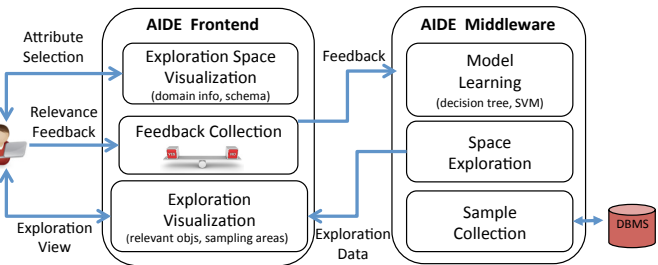 AIDE Frontend
AIDE Middleware
Attribute
Selection
Exploration Space
Visualization
(domain info, schema)
Feedback
Model
Learning
(decision tree, SVM)
Relevance
Feedback
Feedback Collection
Space
Exploration
Exploration
Visualization
(relevant objs, sampling areas)
Exploration
View
Exploration
Data
Sample
Collection
DBMS